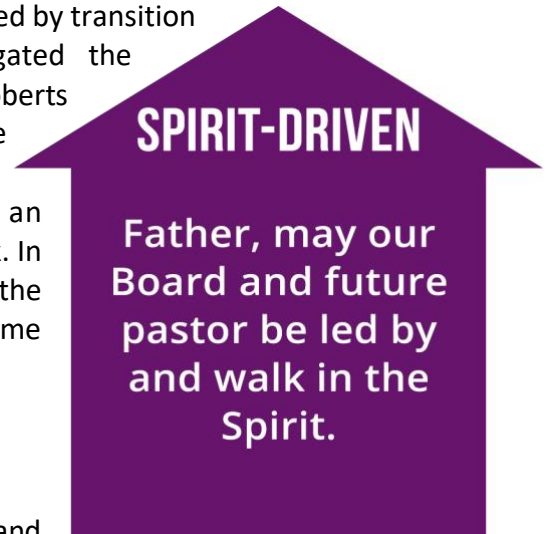 ed by transition
gated the
berts
e
an
. In
the
me
and
SPIRIT-DRIVEN
Father, may our
Board and future
pastor be led by
and walk in the
Spirit.